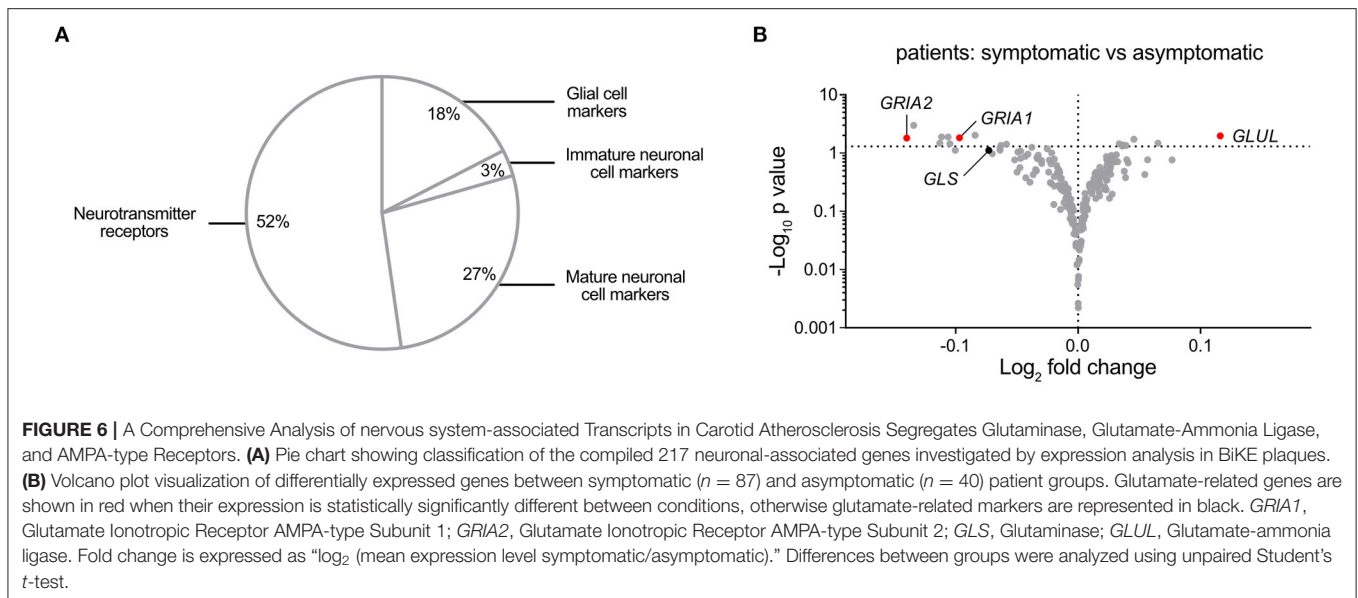 A
Glial cell
markers
18%
Immature neuronal
cell markers
3%
Neurotransmitter
receptors
52%
27%
Mature neuronal
cell markers
B
patients: symptomatic vs asymptomatic
10
GRIA2
GRIA1
GLUL
1
GLS
0.1
0.01
0.001
-Log10 p value
-0.1
0.0
0.1
Log2 fold change
FIGURE 6 | A Comprehensive Analysis of nervous system-associated Transcripts in Carotid Atherosclerosis Segregates Glutaminase, Glutamate-Ammonia Ligase,
and AMPA-type Receptors. (A) Pie chart showing classification of the compiled 217 neuronal-associated genes investigated by expression analysis in BiKE plaques.
(B) Volcano plot visualization of differentially expressed genes between symptomatic (n = 87) and asymptomatic (n = 40) patient groups. Glutamate-related genes are
shown in red when their expression is statistically significantly different between conditions, otherwise glutamate-related markers are represented in black. GRIA1,
Glutamate Ionotropic Receptor AMPA-type Subunit 1; GRIA2, Glutamate Ionotropic Receptor AMPA-type Subunit 2; GLS, Glutaminase; GLUL, Glutamate-ammonia
ligase. Fold change is expressed as “log2 (mean expression level symptomatic/asymptomatic).” Differences between groups were analyzed using unpaired Student’s
t-test.